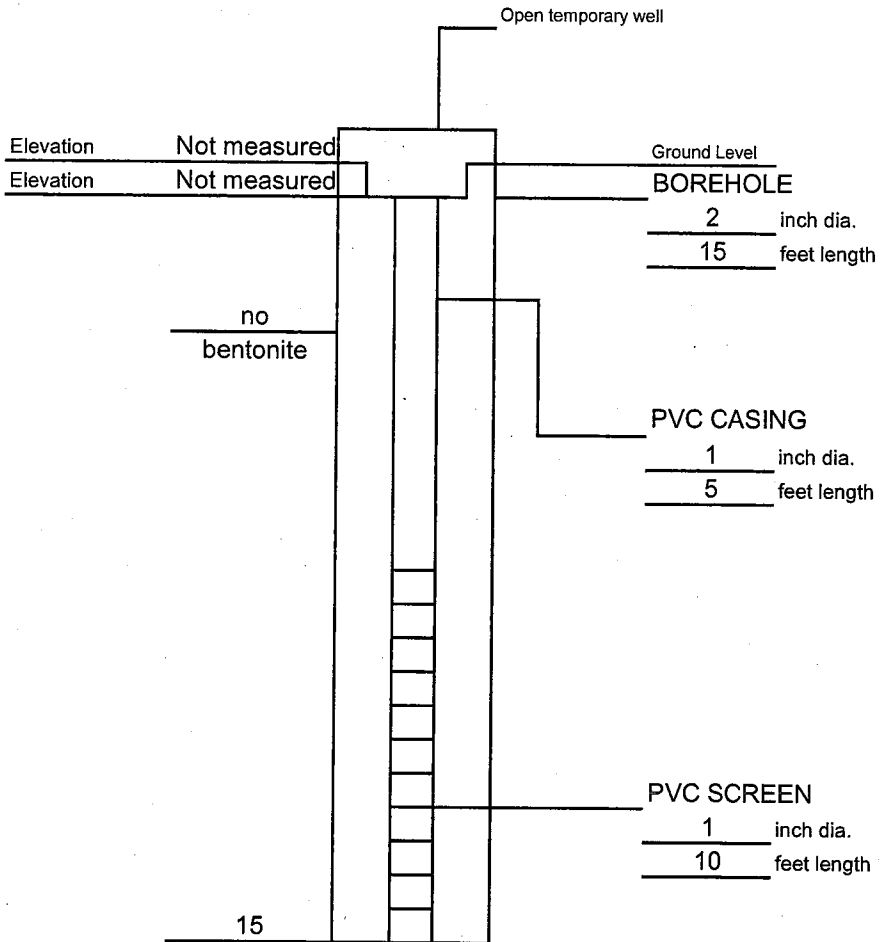 Open temporary well
Elevation Not measured
Ground Level
Elevation Not measured
BOREHOLE
2 inch dia.
15 feet length
no
bentonite
PVC CASING
1 inch dia.
5 feet length
PVC SCREEN
1 inch dia.
10 feet length
15